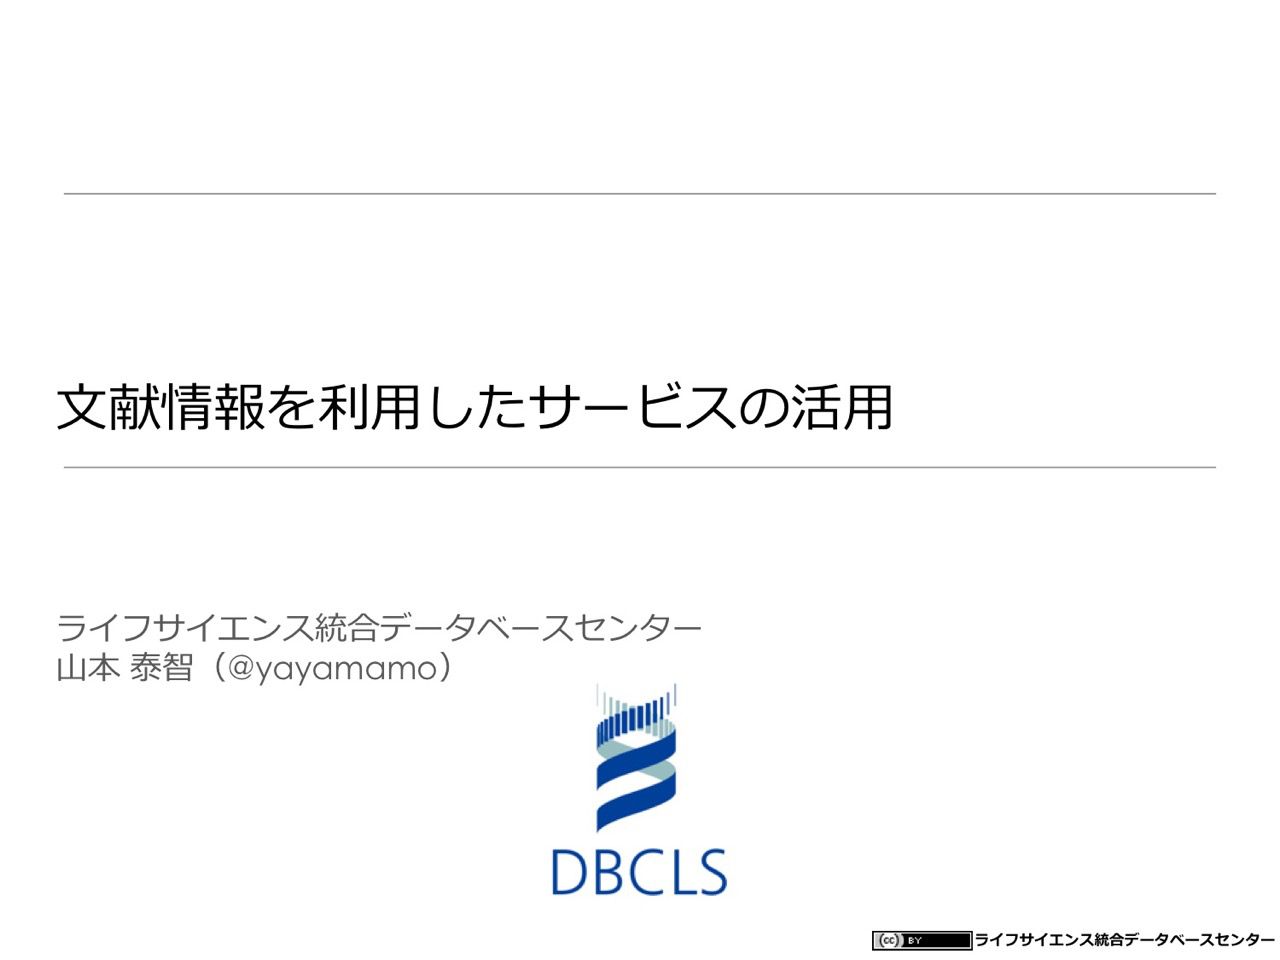 文献情報を利用したサービスの活用
ライフサイエンス統合データベースセンター
山本 泰智（@yayamamo）
DBCLS
cc BY ライフサイエンス統合データベースセンター